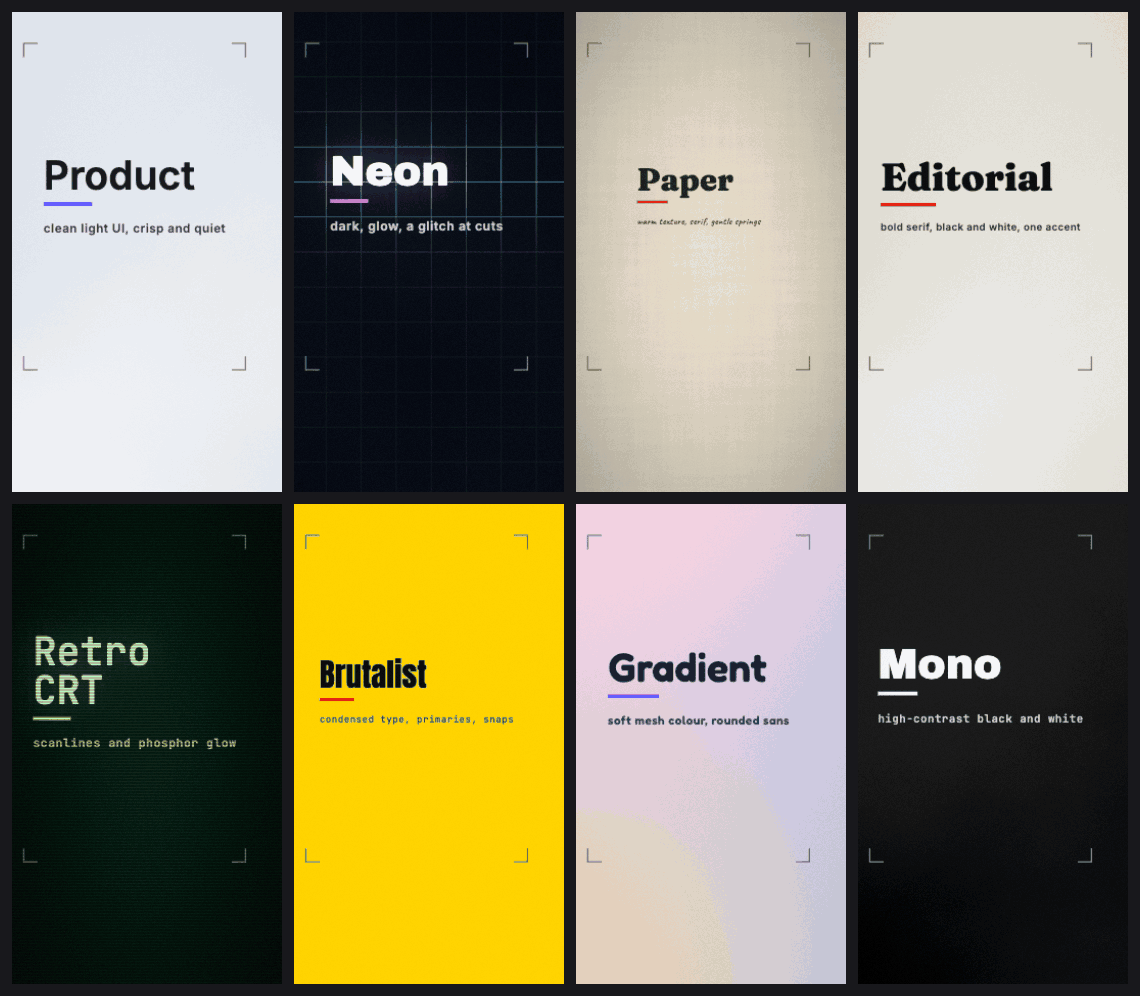 Product
clean light UI, crisp and quiet
Neon
dark, glow, a glitch at cuts
Paper
warm texture, serif, gentle springs
Editorial
bold serif, black and white, one accent
Retro
CRT
scanlines and phosphor glow
Brutalist
condensed type, primaries, snaps
Gradient
soft mesh colour, rounded sans
Mono
high-contrast black and white